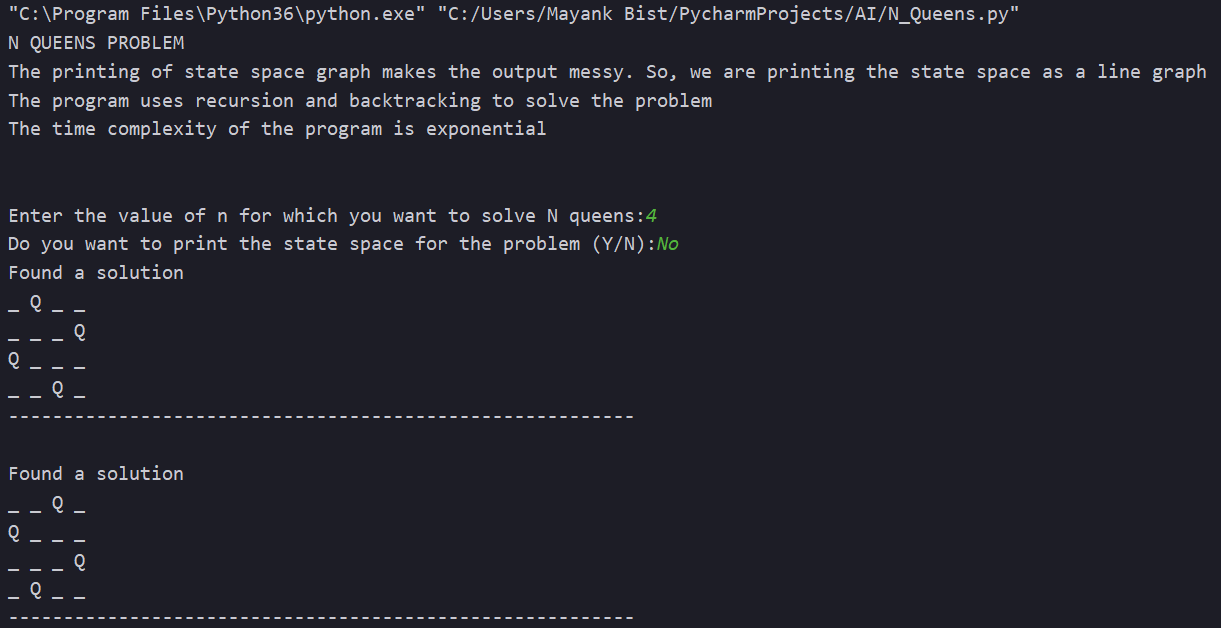 "C:\Program Files\Python36\python.exe" "C:/Users/Mayank Bist/PycharmProjects/AI/N_Queens.py"
N QUEENS PROBLEM
The printing of state space graph makes the output messy. So, we are printing the state space as a line graph
The program uses recursion and backtracking to solve the problem
The time complexity of the program is exponential
Enter the value of n for which you want to solve N queens:4
Do you want to print the state space for the problem (Y/N):No
Found a solution
_ Q _ _
_ _ _ Q
Q _ _ _
_ _ Q _
---------------------------------------------------------
Found a solution
_ _ Q _
Q _ _ _
_ _ _ Q
_ Q _ _
---------------------------------------------------------